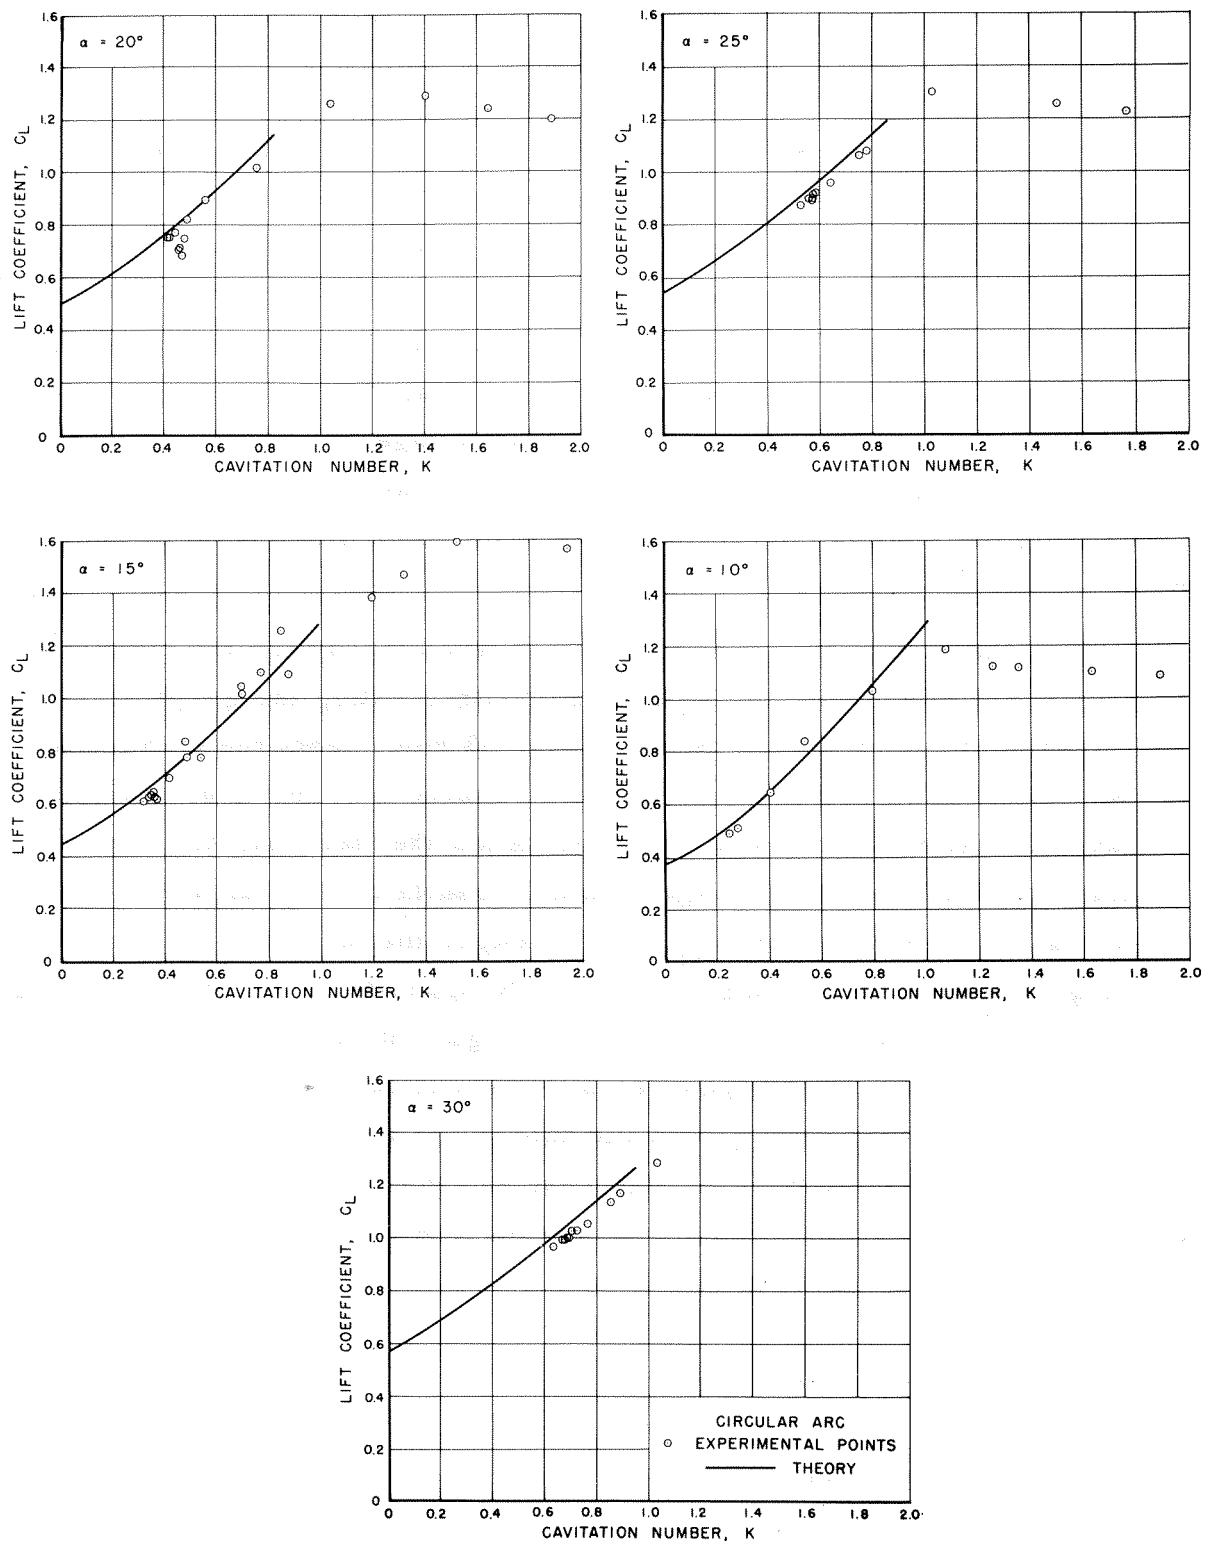 α = 20°
LIFT COEFFICIENT, CL
1.6
1.4
1.2
1.0
0.8
0.6
0.4
0.2
0
0 0.2 0.4 0.6 0.8 1.0 1.2 1.4 1.6 1.8 2.0
CAVITATION NUMBER, K
α = 25°
LIFT COEFFICIENT, CL
1.6
1.4
1.2
1.0
0.8
0.6
0.4
0.2
0
0 0.2 0.4 0.6 0.8 1.0 1.2 1.4 1.6 1.8 2.0
CAVITATION NUMBER, K
α = 15°
LIFT COEFFICIENT, CL
1.6
1.4
1.2
1.0
0.8
0.6
0.4
0.2
0
0 0.2 0.4 0.6 0.8 1.0 1.2 1.4 1.6 1.8 2.0
CAVITATION NUMBER, K
α = 10°
LIFT COEFFICIENT, CL
1.6
1.4
1.2
1.0
0.8
0.6
0.4
0.2
0
0 0.2 0.4 0.6 0.8 1.0 1.2 1.4 1.6 1.8 2.0
CAVITATION NUMBER, K
α = 30°
LIFT COEFFICIENT, CL
1.6
1.4
1.2
1.0
0.8
0.6
0.4
0.2
0
0 0.2 0.4 0.6 0.8 1.0 1.2 1.4 1.6 1.8 2.0
CAVITATION NUMBER, K
CIRCULAR ARC
EXPERIMENTAL POINTS
THEORY